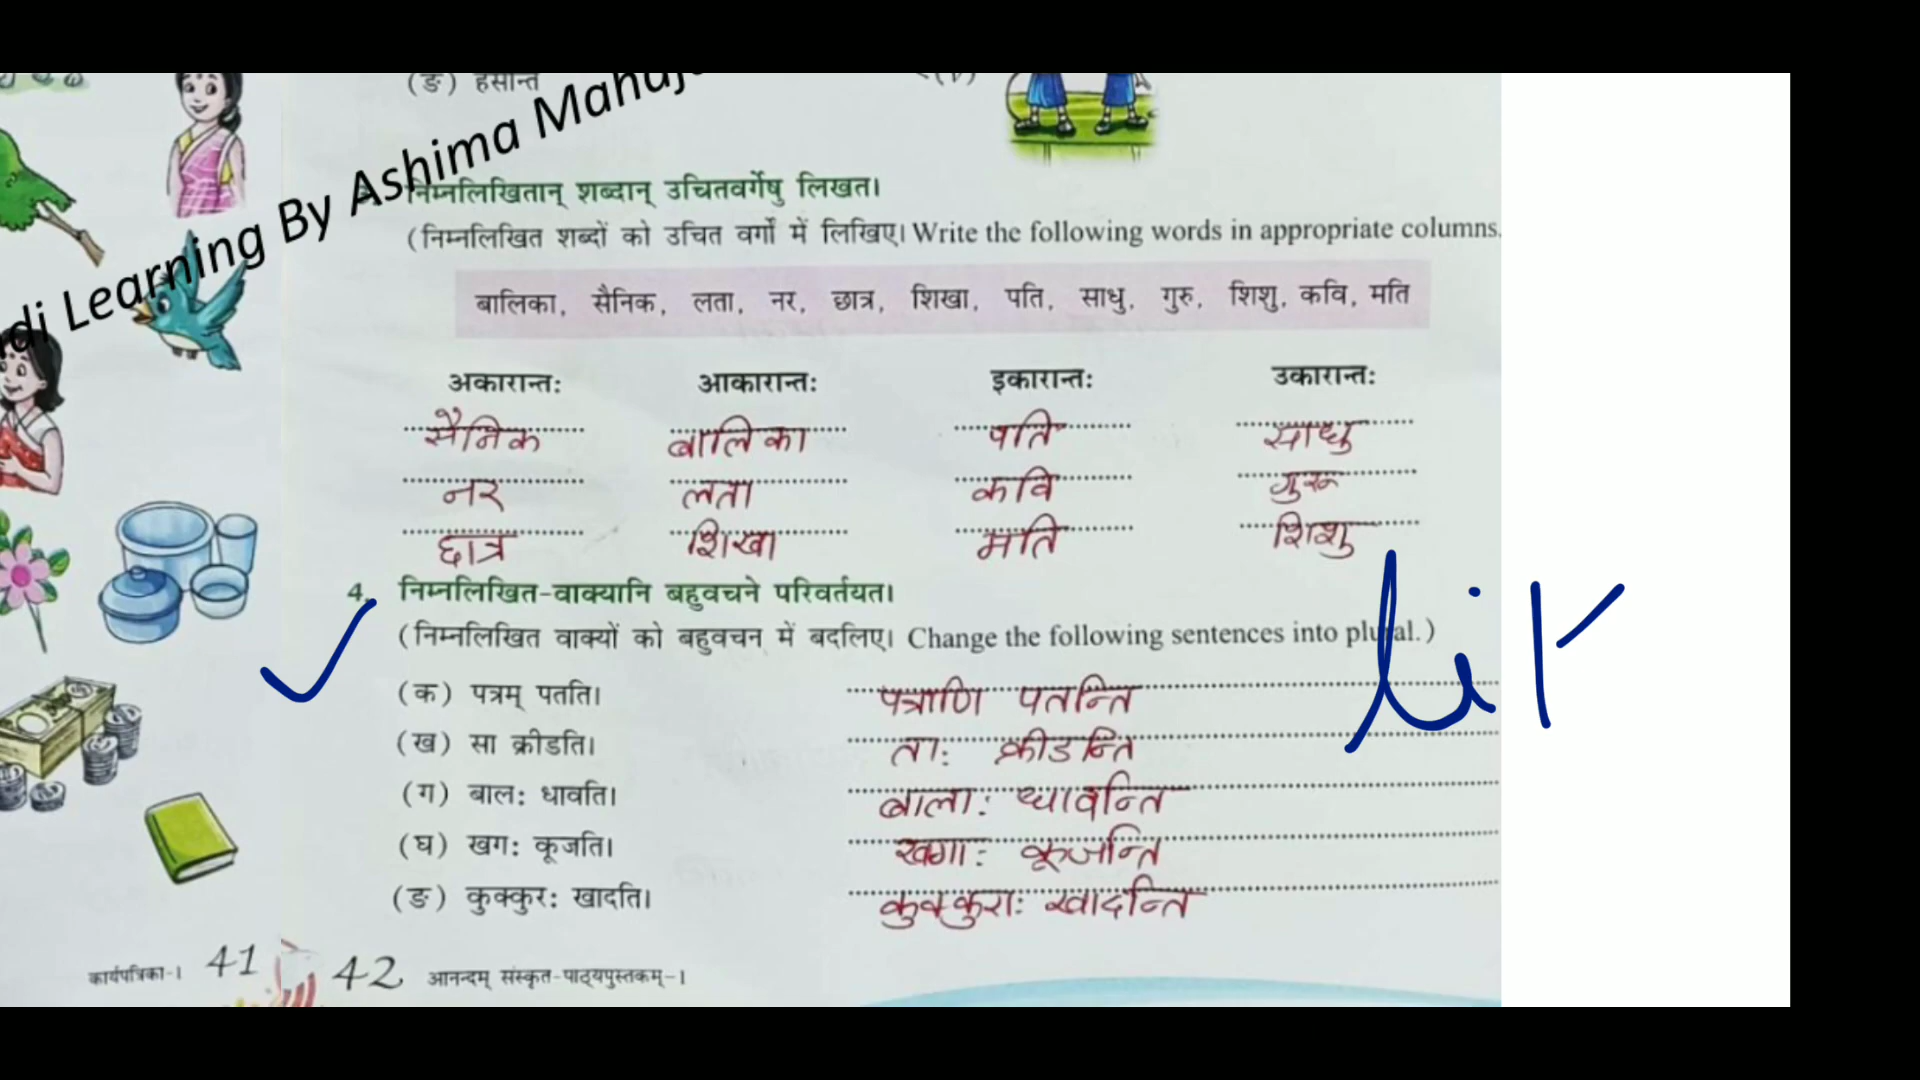 (ङ) हसन्ति
di Learning By Ashima Mahaj
निम्नलिखितान् शब्दान् उचितवर्गेषु लिखत।
(निम्नलिखित शब्दों को उचित वर्गों में लिखिए। Write the following words in appropriate columns.
बालिका, सैनिक, लता, नर, छात्र, शिखा, पति, साधु, गुरु, शिशु, कवि, मति
अकारान्तः आकारान्तः इकारान्तः उकारान्तः
सैनिक बालिका पति साधु
नर लता कवि गुरू
छात्र शिखा मति शिशु
4. निम्नलिखित-वाक्यानि बहुवचने परिवर्तयत।
(निम्नलिखित वाक्यों को बहुवचन में बदलिए। Change the following sentences into plural.)
(क) पत्रम् पतति। पत्राणि पतन्ति
(ख) सा क्रीडति। ताः क्रीडन्ति
(ग) बालः धावति। बालाः धावन्ति
(घ) खगः कूजति। खगाः कूजन्ति
(ङ) कुक्कुरः खादति। कुक्कुराः खादन्ति
कार्यपत्रिका-। 41 42 आनन्दम् संस्कृत-पाठ्यपुस्तकम्-।